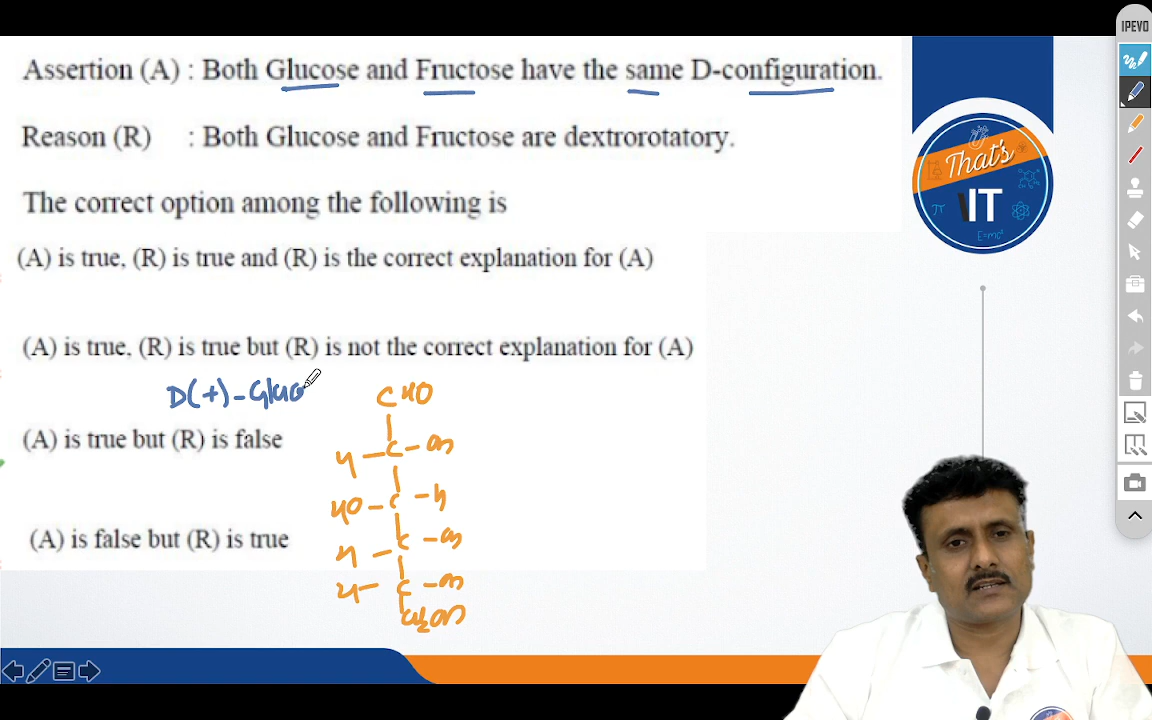 IPEVO
Assertion (A) : Both Glucose and Fructose have the same D-configuration.
Reason (R) : Both Glucose and Fructose are dextrorotatory.
That's
IIT
π
E=mc²
The correct option among the following is
(A) is true, (R) is true and (R) is the correct explanation for (A)
(A) is true, (R) is true but (R) is not the correct explanation for (A)
D(+)-Gluco
CHO
(A) is true but (R) is false
H-C-OH
HO-C-H
(A) is false but (R) is true
H-C-OH
H-C-OH
CH2OH